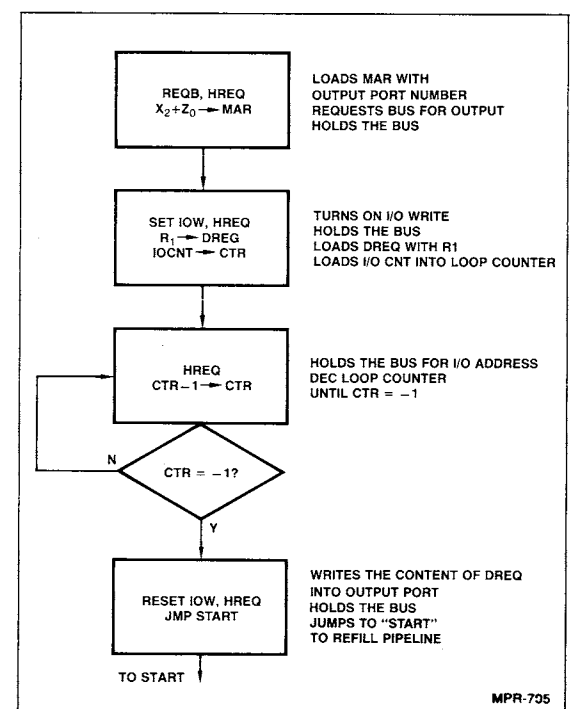 REQB, HREQ
X₂+Z₀ → MAR
LOADS MAR WITH
OUTPUT PORT NUMBER
REQUESTS BUS FOR OUTPUT
HOLDS THE BUS
SET IOW, HREQ
R₁ → DREG
IOCNT → CTR
TURNS ON I/O WRITE
HOLDS THE BUS
LOADS DREQ WITH R1
LOADS I/O CNT INTO LOOP COUNTER
HREQ
CTR−1 → CTR
HOLDS THE BUS FOR I/O ADDRESS
DEC LOOP COUNTER
UNTIL CTR = −1
N
CTR = −1?
Y
RESET IOW, HREQ
JMP START
WRITES THE CONTENT OF DREQ
INTO OUTPUT PORT
HOLDS THE BUS
JUMPS TO "START"
TO REFILL PIPELINE
TO START
MPR-705